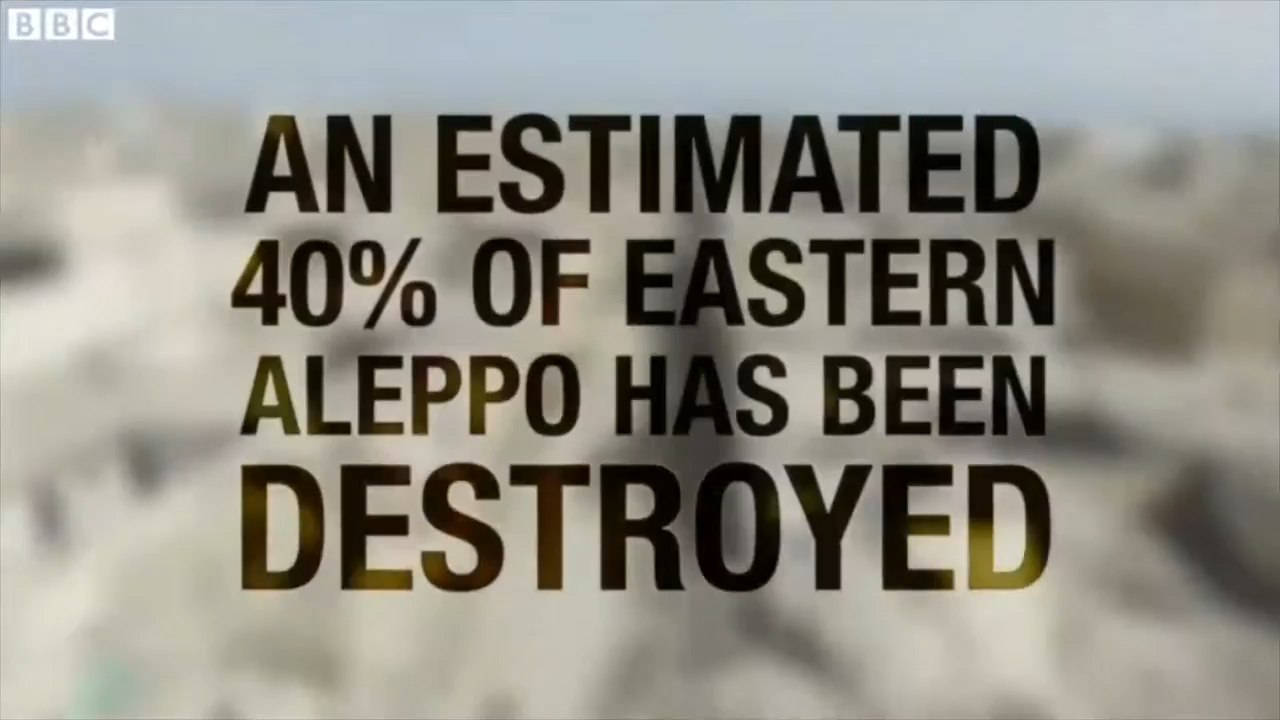 BBC
AN ESTIMATED
40% OF EASTERN
ALEPPO HAS BEEN
DESTROYED